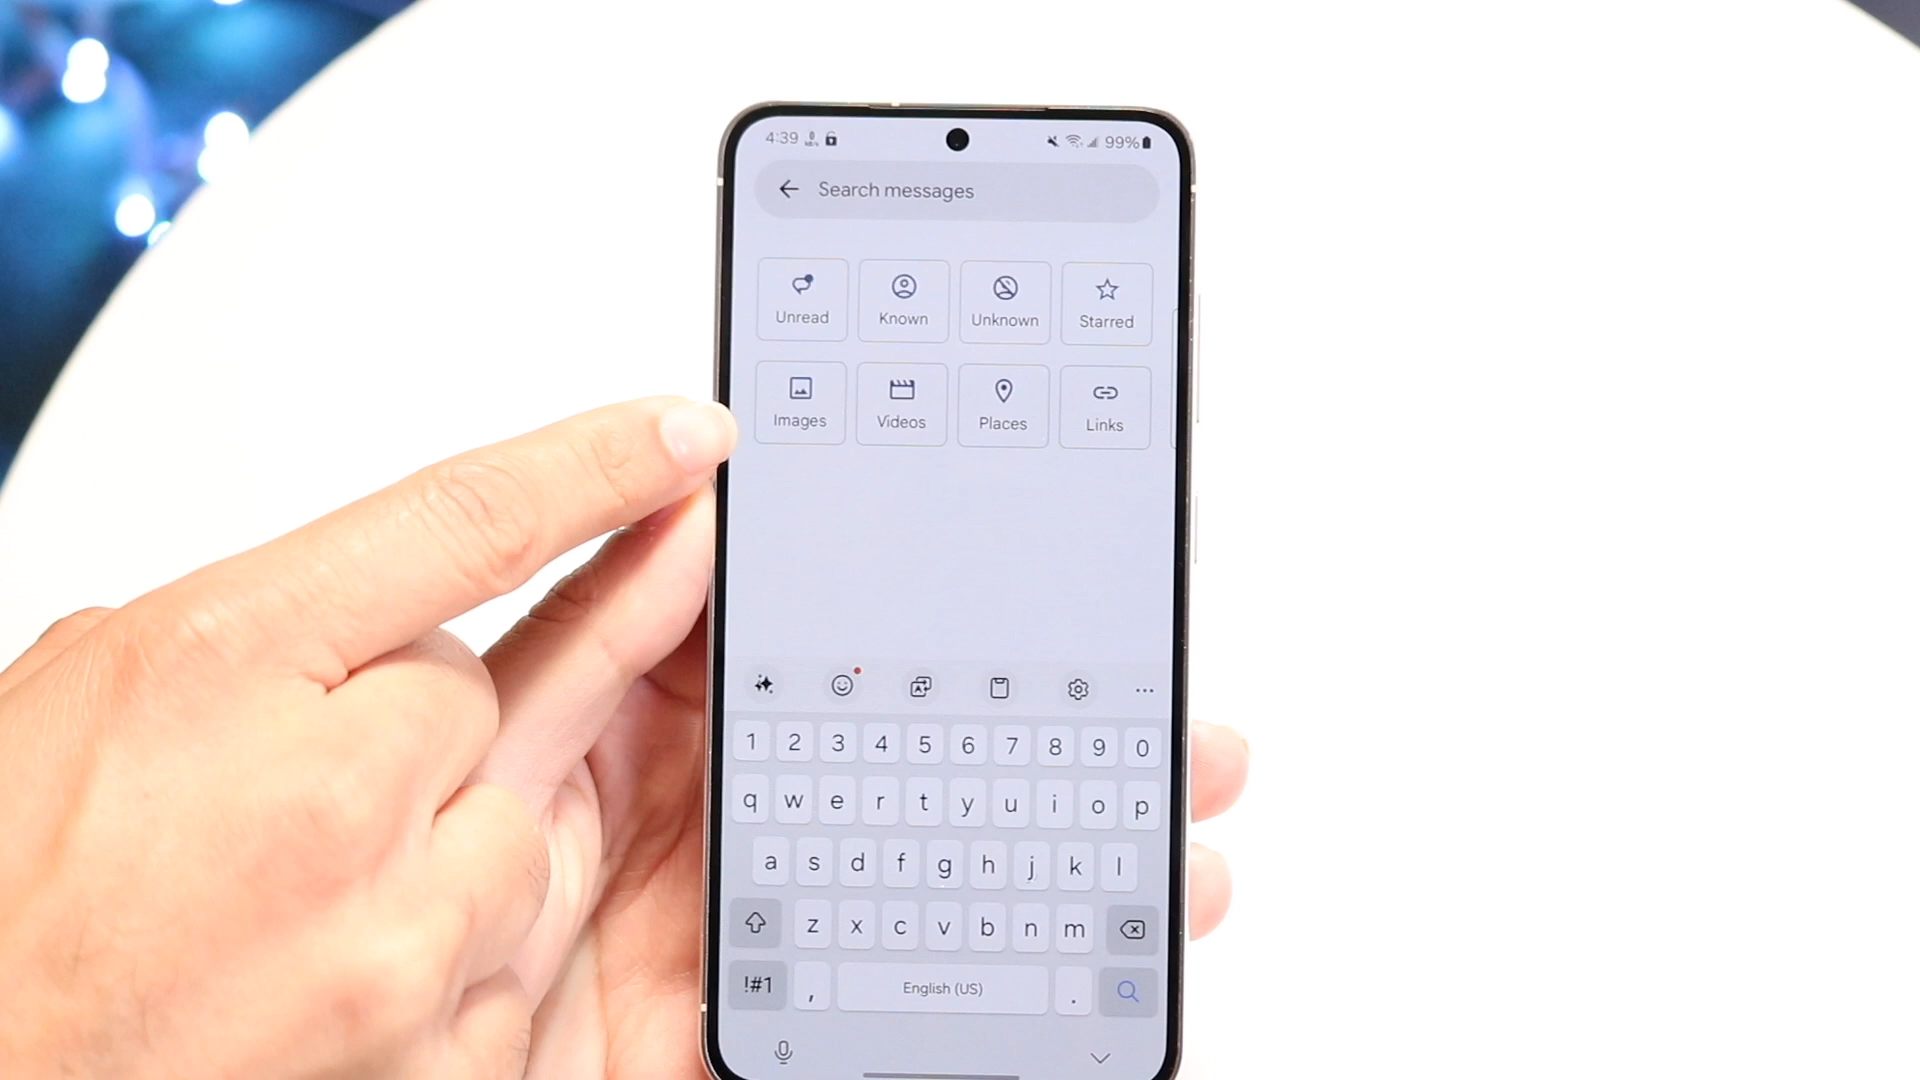 4:39 99%
Search messages
Unread Known Unknown Starred
Images Videos Places Links
1 2 3 4 5 6 7 8 9 0
q w e r t y u i o p
a s d f g h j k l
z x c v b n m
!#1 , English (US) .